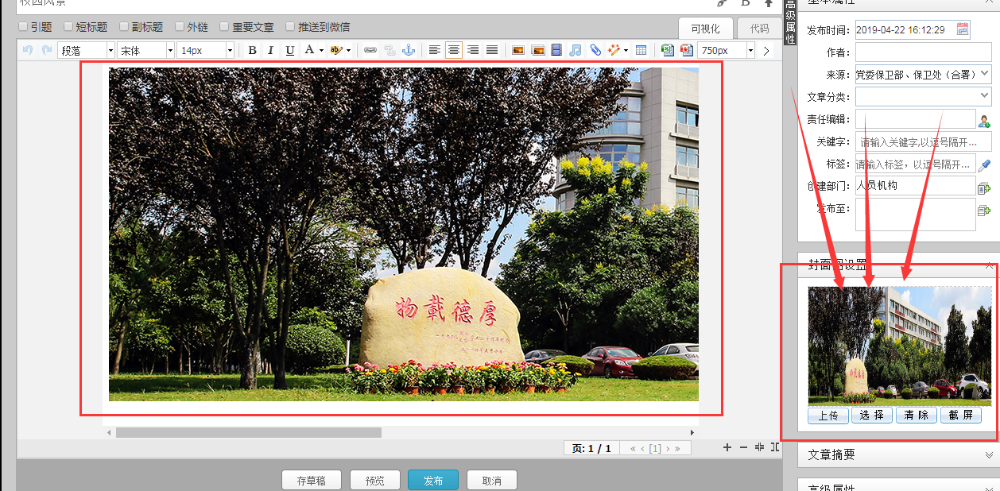 校园风景
引题 短标题 副标题 外链 重要文章 推送到微信
可视化 代码
段落 宋体 14px B I U A ab 750px
物載德厚
页: 1 / 1 « ‹ [1] › »
存草稿 预览 发布 取消
高级属性
基本属性
发布时间: 2019-04-22 16:12:29
作者:
来源: 党委保卫部、保卫处（合署）
文章分类:
责任编辑:
关键字: 请输入关键字,以逗号隔开...
标签: 请输入标签，以逗号隔开...
创建部门: 人员机构
发布至:
封面图设置
物載德厚
上传 选择 清除 截屏
文章摘要
高级属性